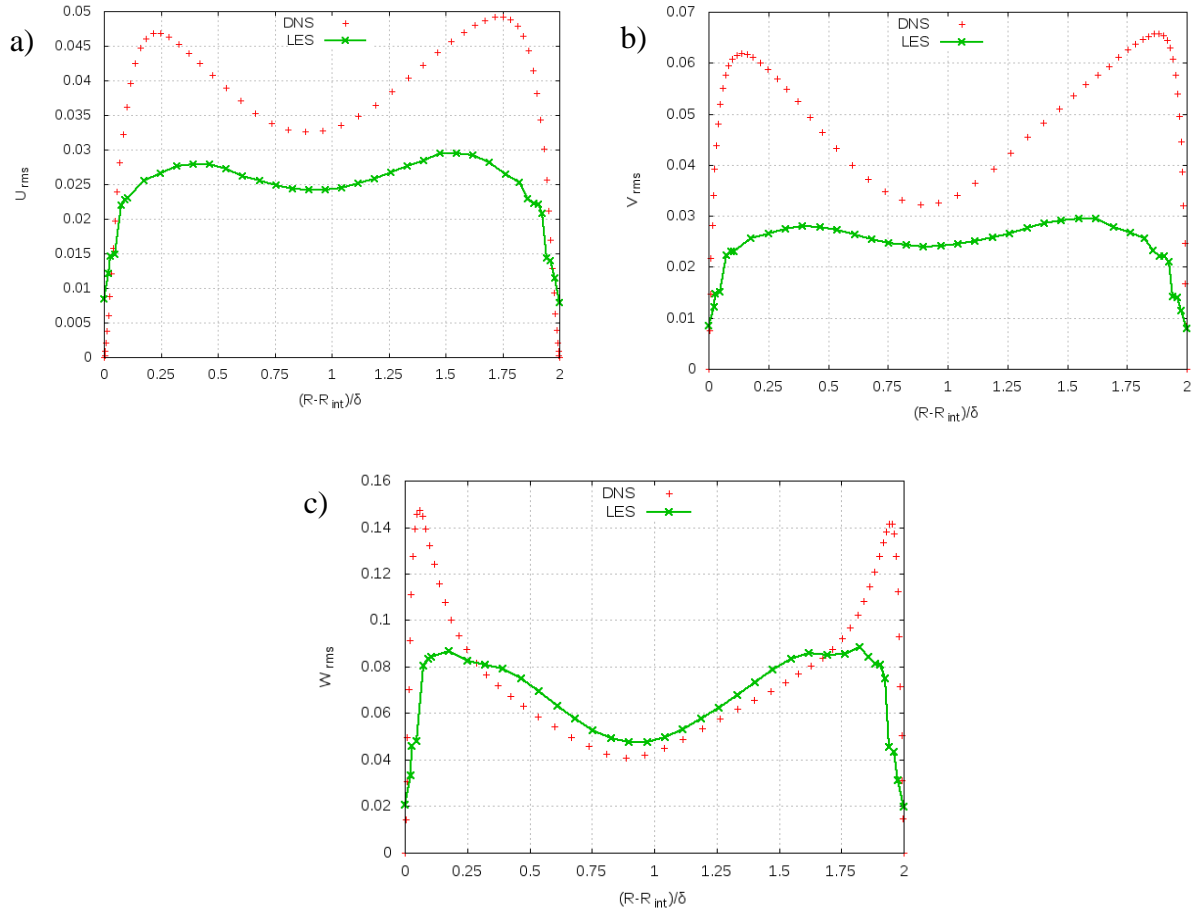 a)
DNS
LES
0.05
0.045
0.04
0.035
0.03
0.025
0.02
0.015
0.01
0.005
0
U rms
0 0.25 0.5 0.75 1 1.25 1.5 1.75 2
(R-R int)/δ
b)
DNS
LES
0.07
0.06
0.05
0.04
0.03
0.02
0.01
0
V rms
0 0.25 0.5 0.75 1 1.25 1.5 1.75 2
(R-R int)/δ
c)
DNS
LES
0.16
0.14
0.12
0.1
0.08
0.06
0.04
0.02
0
W rms
0 0.25 0.5 0.75 1 1.25 1.5 1.75 2
(R-R int)/δ